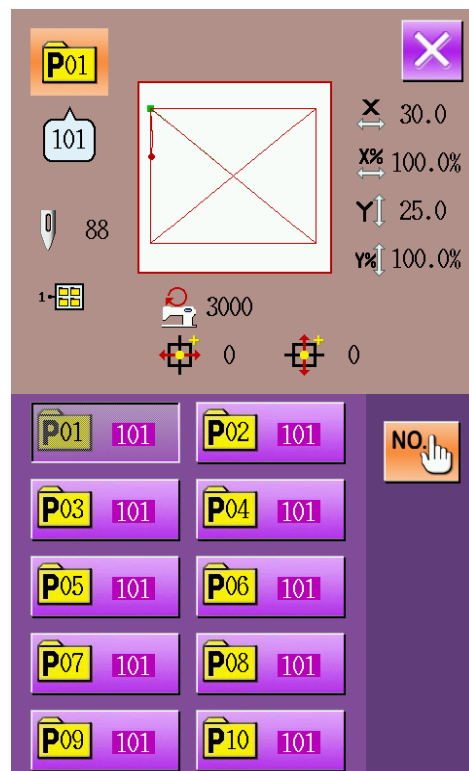 P01
101
X 30.0
X% 100.0%
Y 25.0
Y% 100.0%
88
1
3000
0 0
P01 101 P02 101
NO.
P03 101 P04 101
P05 101 P06 101
P07 101 P08 101
P09 101 P10 101